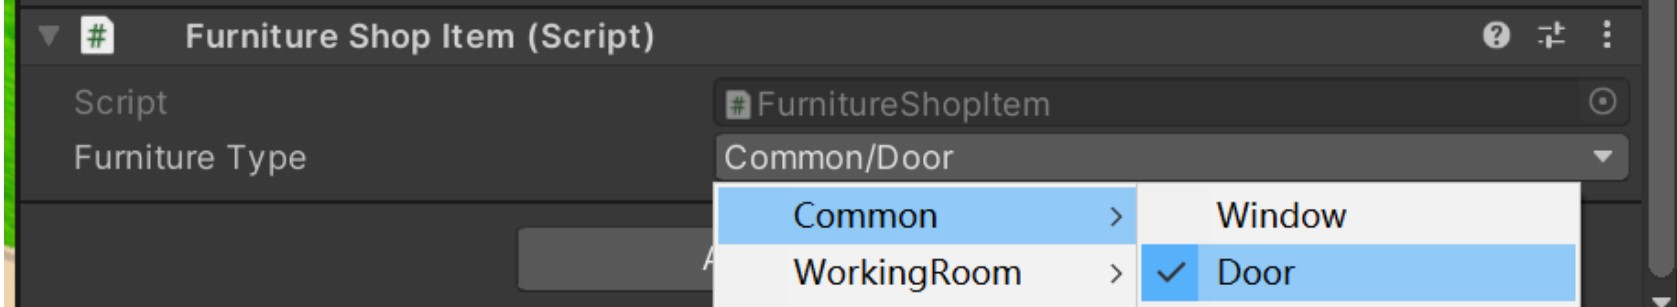 # Furniture Shop Item (Script)
Script
# FurnitureShopItem
Furniture Type
Common/Door
Common > Window
WorkingRoom > Door